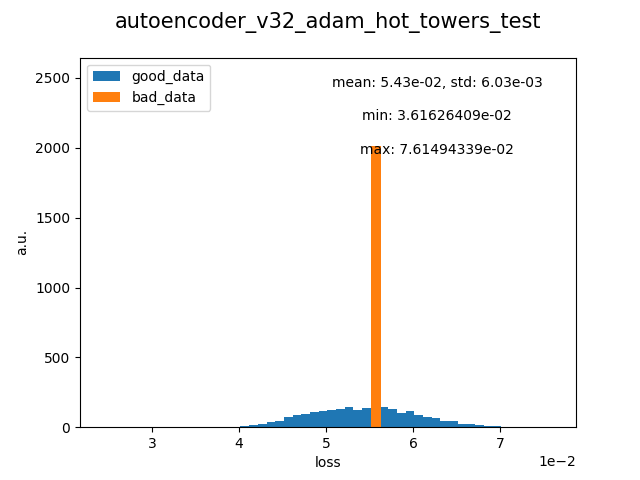 autoencoder_v32_adam_hot_towers_test
good_data
bad_data
mean: 5.43e-02, std: 6.03e-03
min: 3.61626409e-02
max: 7.61494339e-02
2500
2000
1500
1000
500
0
a.u.
3 4 5 6 7
1e−2
loss